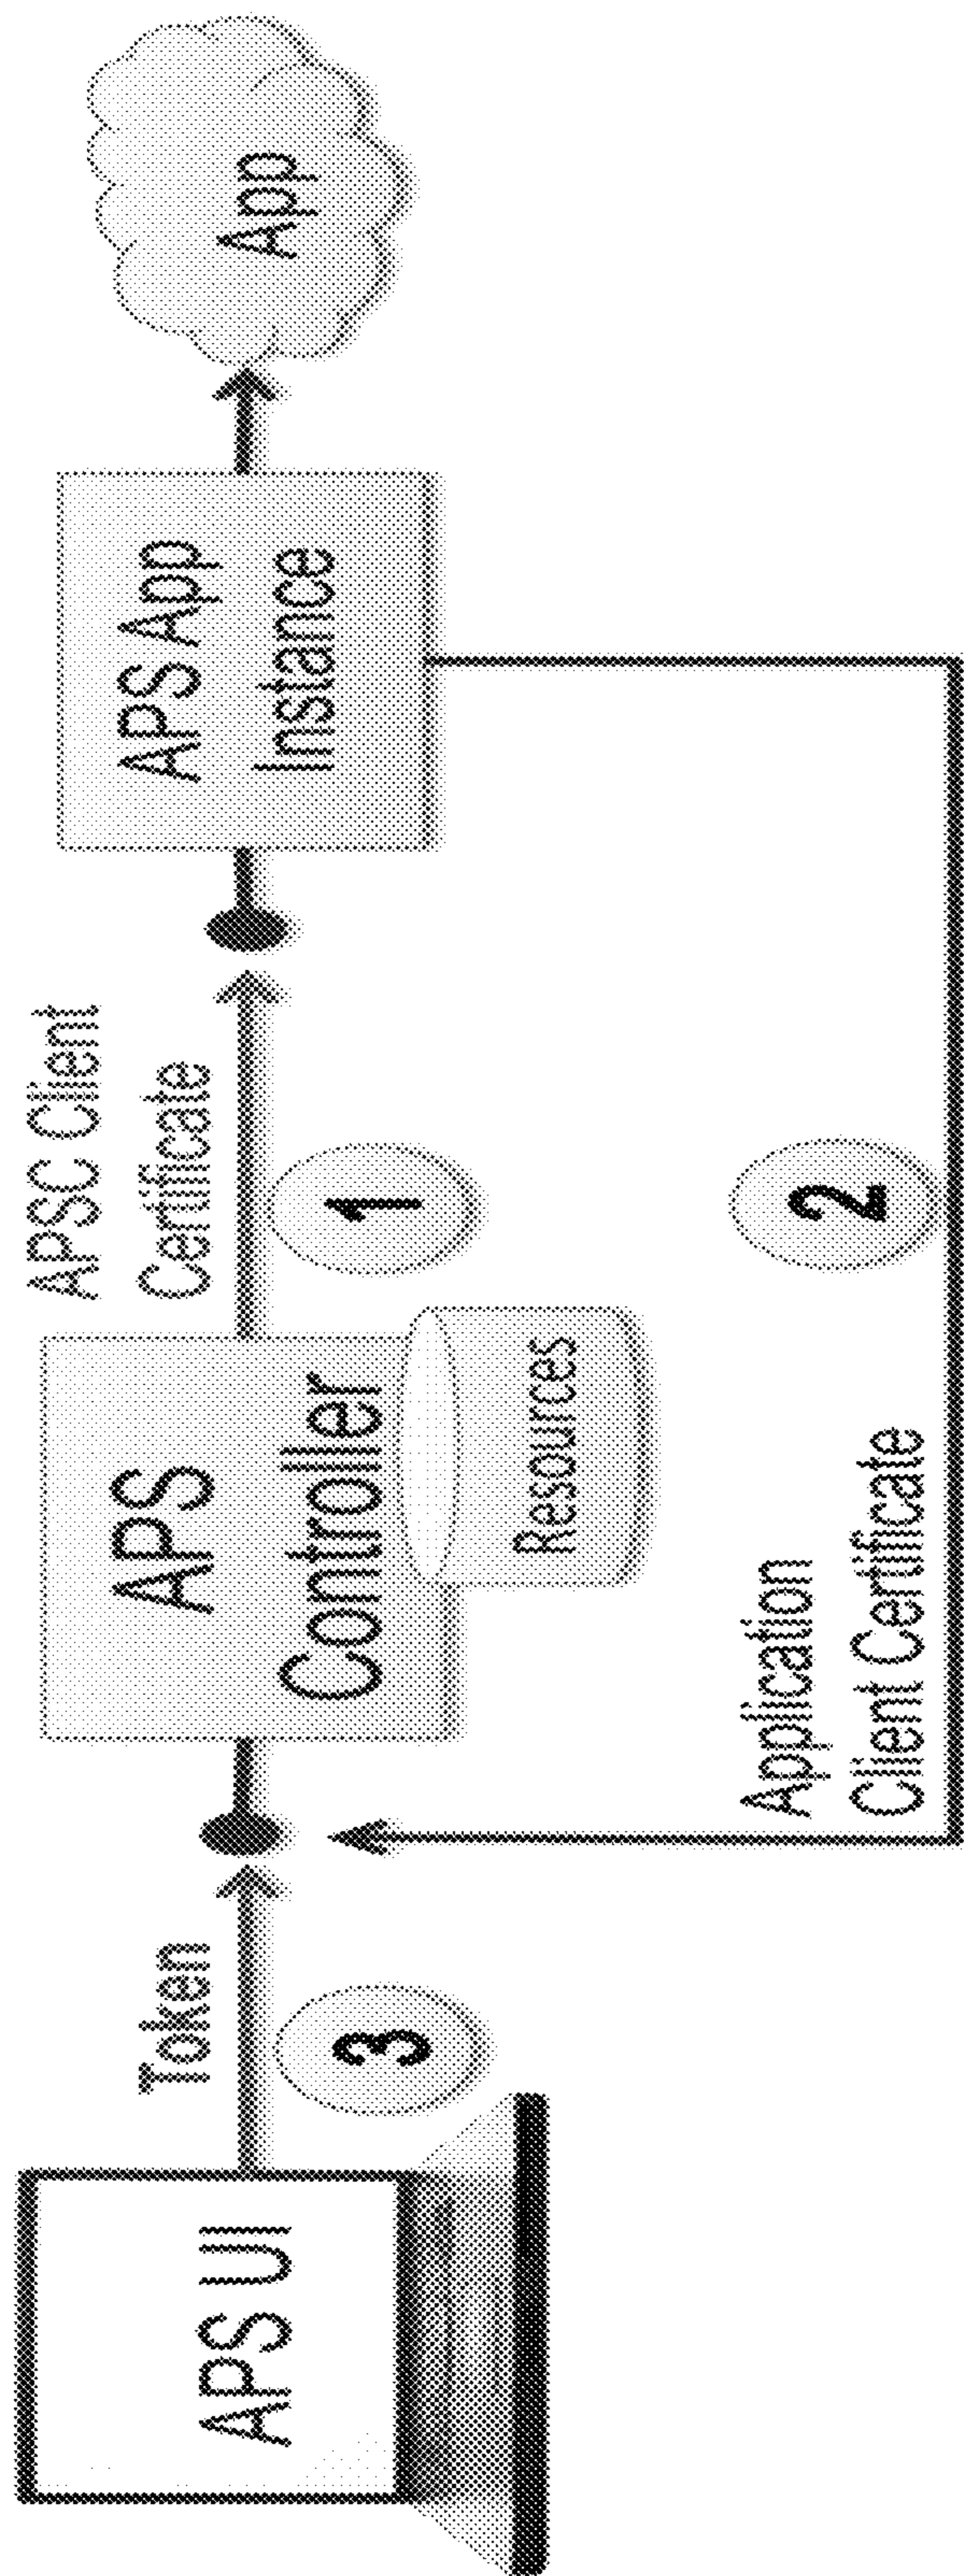 APS UI
Token
3
APS
Controller
Resources
APSC Client
Certificate
1
Application
Client Certificate
2
APS App
Instance
App